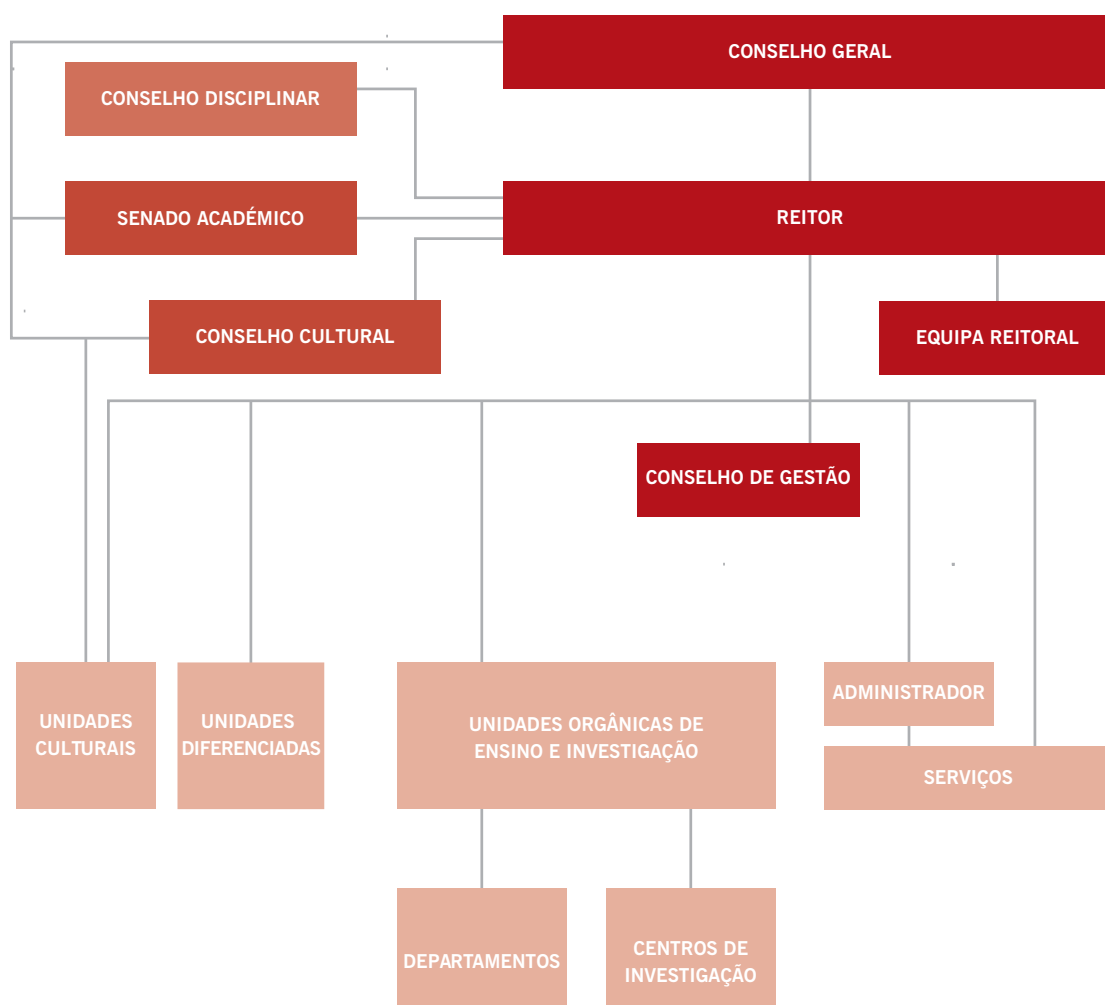 CONSELHO GERAL
CONSELHO DISCIPLINAR
SENADO ACADÉMICO
REITOR
CONSELHO CULTURAL
EQUIPA REITORAL
CONSELHO DE GESTÃO
UNIDADES
CULTURAIS
UNIDADES
DIFERENCIADAS
UNIDADES ORGÂNICAS DE
ENSINO E INVESTIGAÇÃO
ADMINISTRADOR
SERVIÇOS
DEPARTAMENTOS
CENTROS DE
INVESTIGAÇÃO